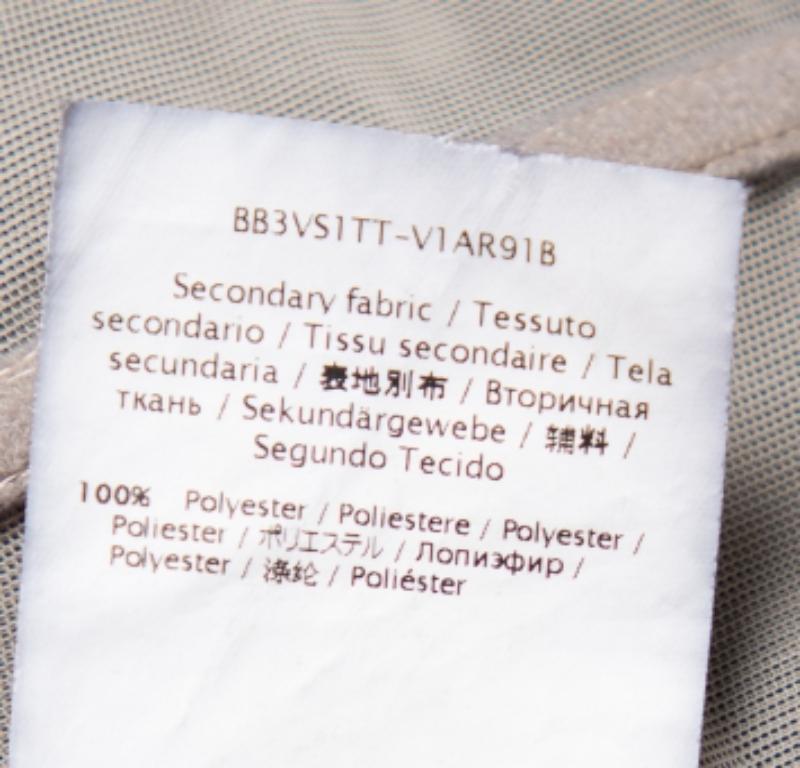 BB3VS1TT-V1AR91B
Secondary fabric / Tessuto
secondario / Tissu secondaire / Tela
secundaria / 表地別布 / Вторичная
ткань / Sekundärgewebe / 辅料 /
Segundo Tecido
100% Polyester / Poliestere / Polyester /
Poliester / ポリエステル / Лопиэфир /
Polyester / 涤纶 / Poliéster